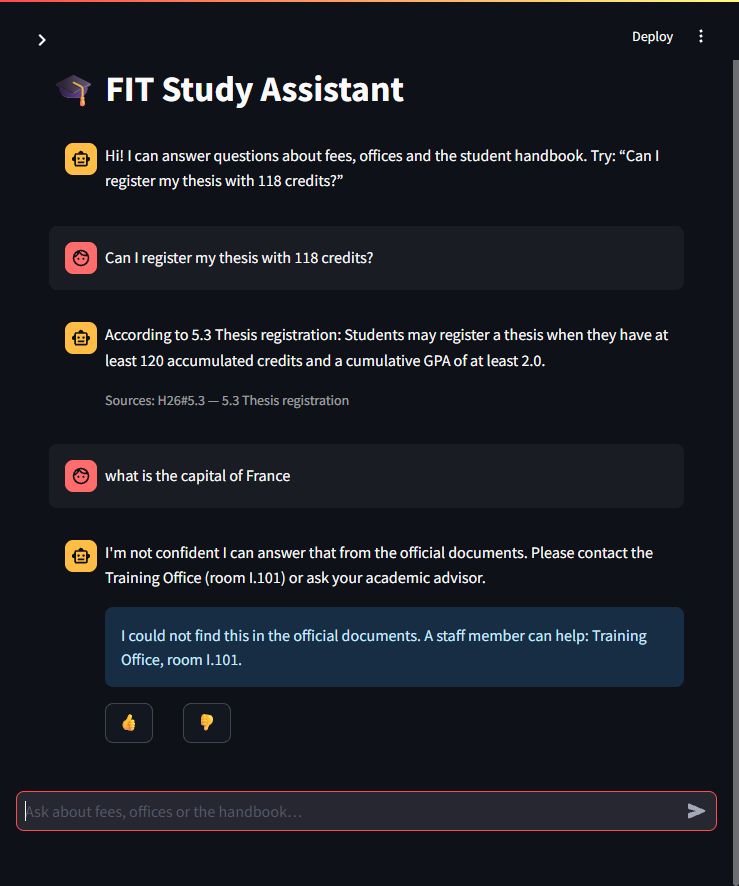 Deploy
FIT Study Assistant
Hi! I can answer questions about fees, offices and the student handbook. Try: “Can I
register my thesis with 118 credits?”
Can I register my thesis with 118 credits?
According to 5.3 Thesis registration: Students may register a thesis when they have at
least 120 accumulated credits and a cumulative GPA of at least 2.0.
Sources: H26#5.3 — 5.3 Thesis registration
what is the capital of France
I'm not confident I can answer that from the official documents. Please contact the
Training Office (room I.101) or ask your academic advisor.
I could not find this in the official documents. A staff member can help: Training
Office, room I.101.
Ask about fees, offices or the handbook…